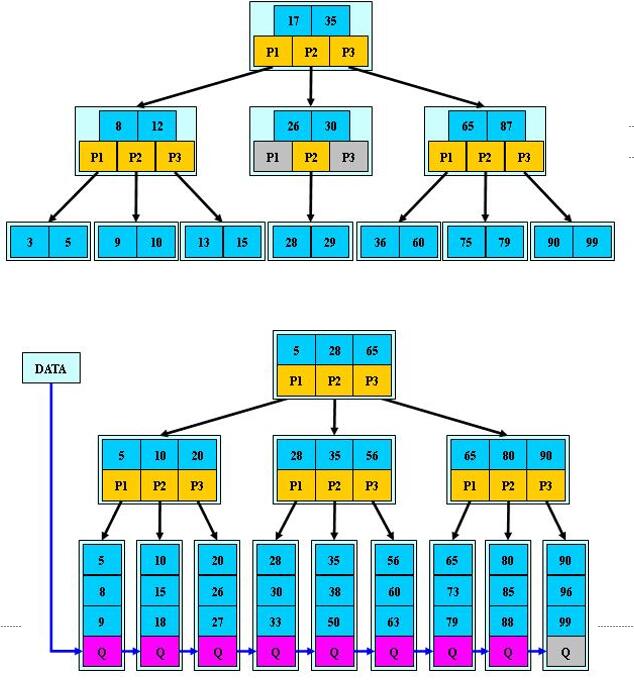 17 35
P1 P2 P3
8 12 26 30 65 87
P1 P2 P3 P1 P2 P3 P1 P2 P3
3 5 9 10 13 15 28 29 36 60 75 79 90 99
5 28 65
DATA
P1 P2 P3
5 10 20 28 35 56 65 80 90
P1 P2 P3 P1 P2 P3 P1 P2 P3
5 10 20 28 35 56 65 80 90
8 15 26 30 38 60 73 85 96
9 18 27 33 50 63 79 88 99
Q Q Q Q Q Q Q Q Q